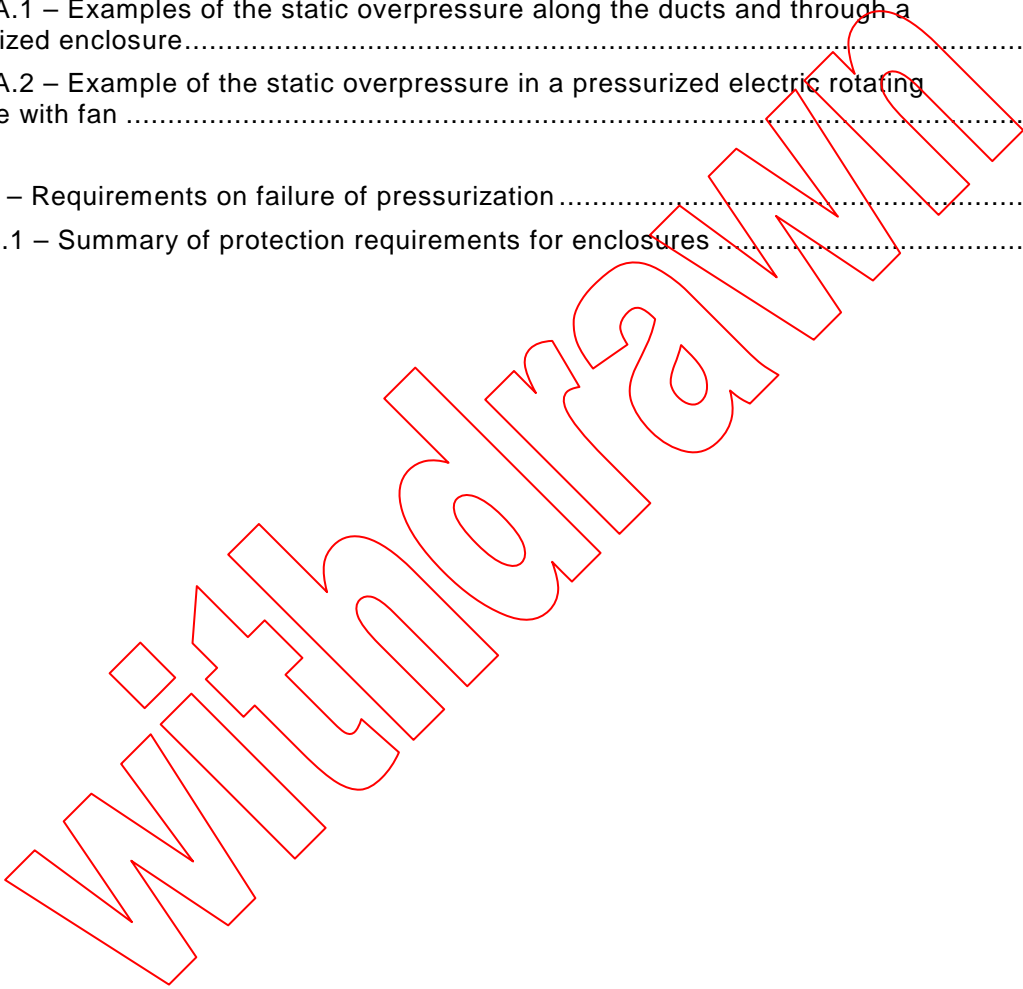 A.1 – Examples of the static overpressure along the ducts and through a
ized enclosure................................................................................................................
A.2 – Example of the static overpressure in a pressurized electric rotating
e with fan ........................................................................................................................
– Requirements on failure of pressurization .........................................................
.1 – Summary of protection requirements for enclosures .....................................
withdrawn